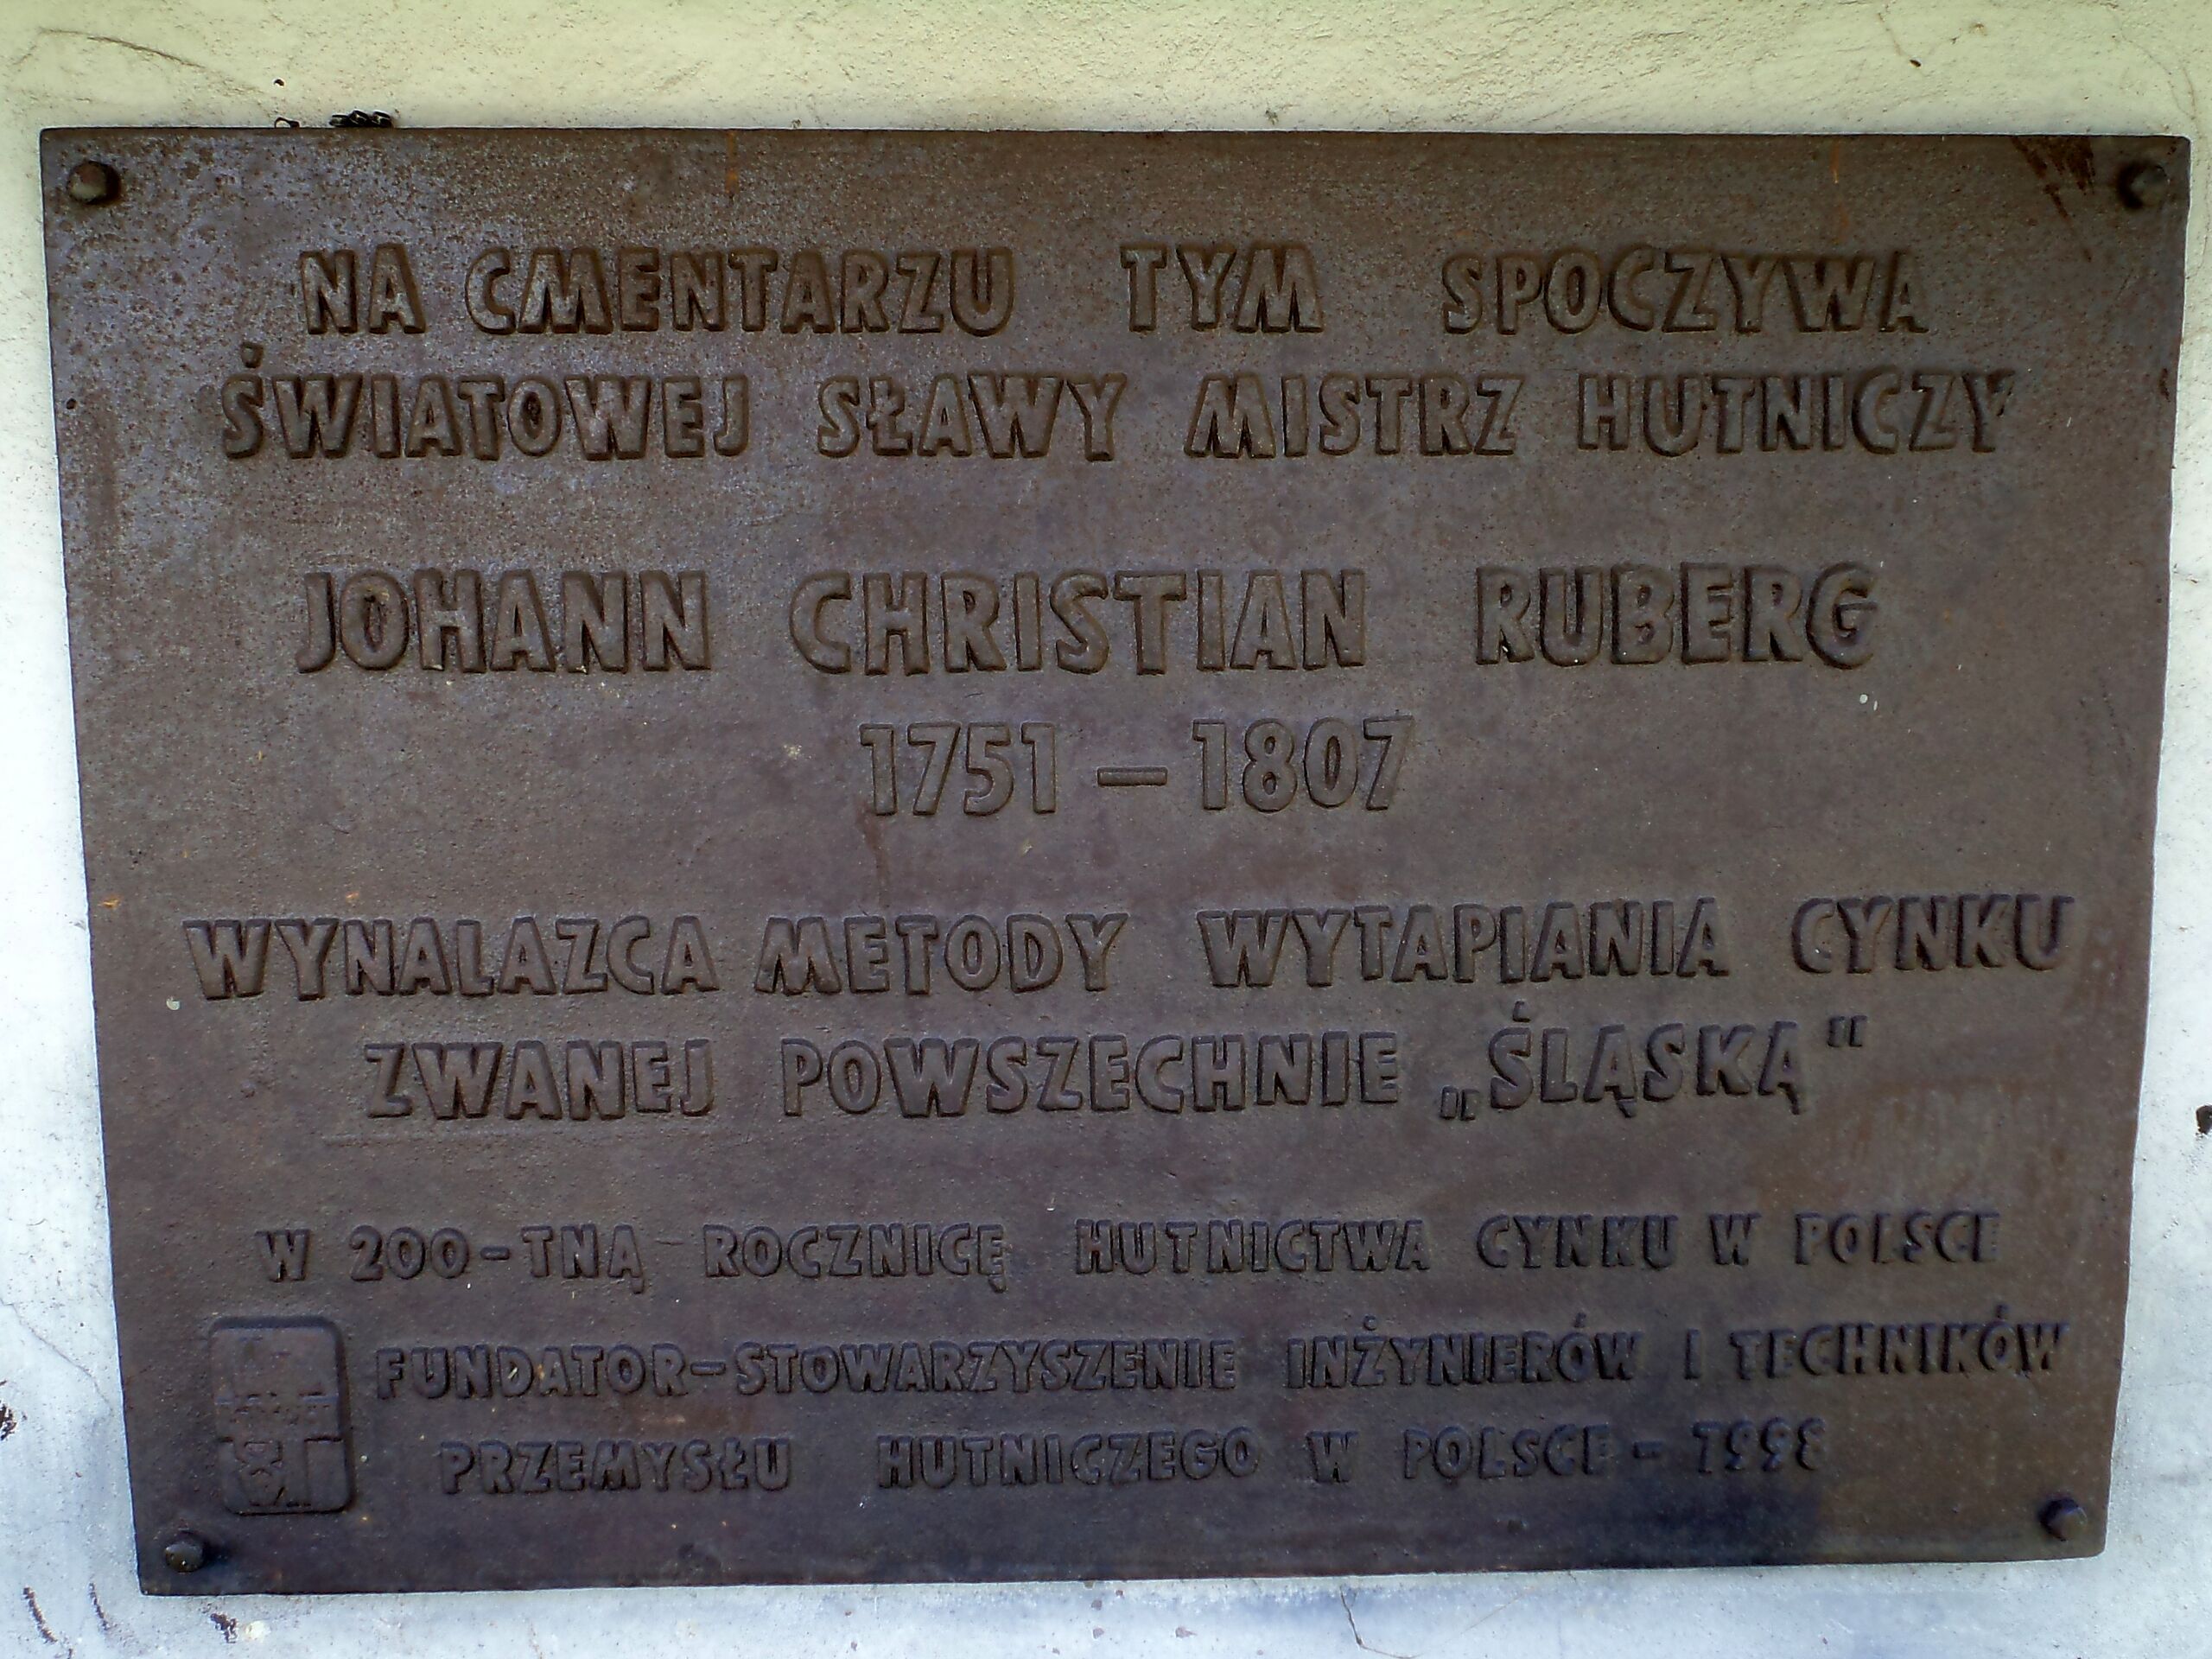 NA CMENTARZU TYM SPOCZYWA
ŚWIATOWEJ SŁAWY MISTRZ HUTNICZY
JOHANN CHRISTIAN RUBERG
1751 – 1807
WYNALAZCA METODY WYTAPIANIA CYNKU
ZWANEJ POWSZECHNIE „ŚLĄSKĄ"
W 200-TNĄ ROCZNICĘ HUTNICTWA CYNKU W POLSCE
FUNDATOR-STOWARZYSZENIE INŻYNIERÓW I TECHNIKÓW
PRZEMYSŁU HUTNICZEGO W POLSCE - 1998